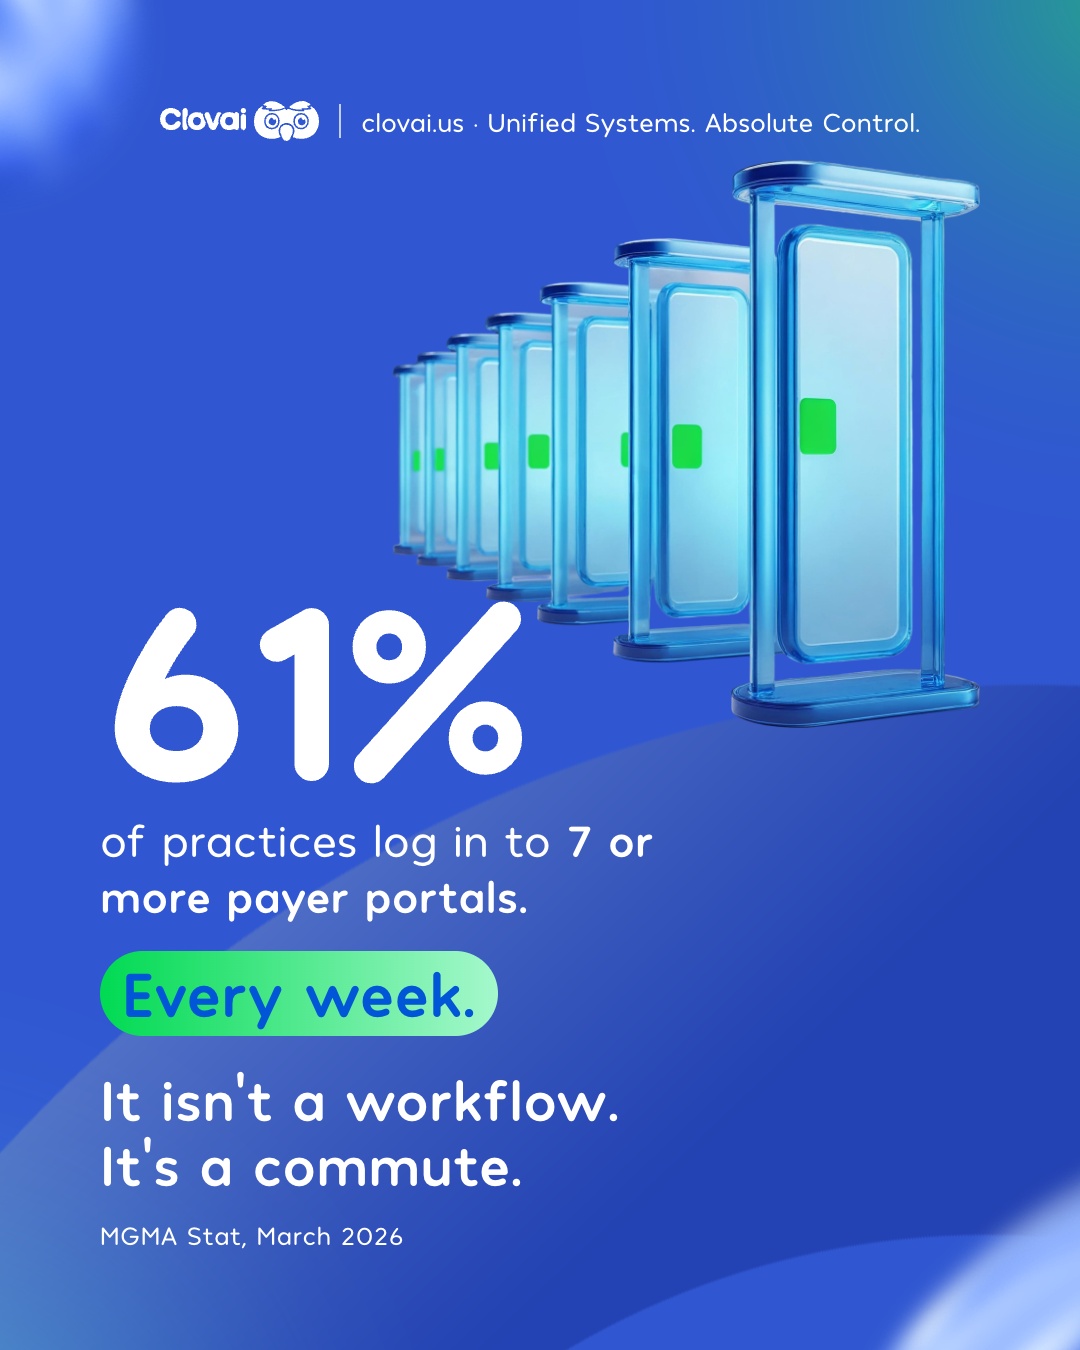 Clovai | clovai.us · Unified Systems. Absolute Control.
61%
of practices log in to 7 or
more payer portals.
Every week.
It isn't a workflow.
It's a commute.
MGMA Stat, March 2026